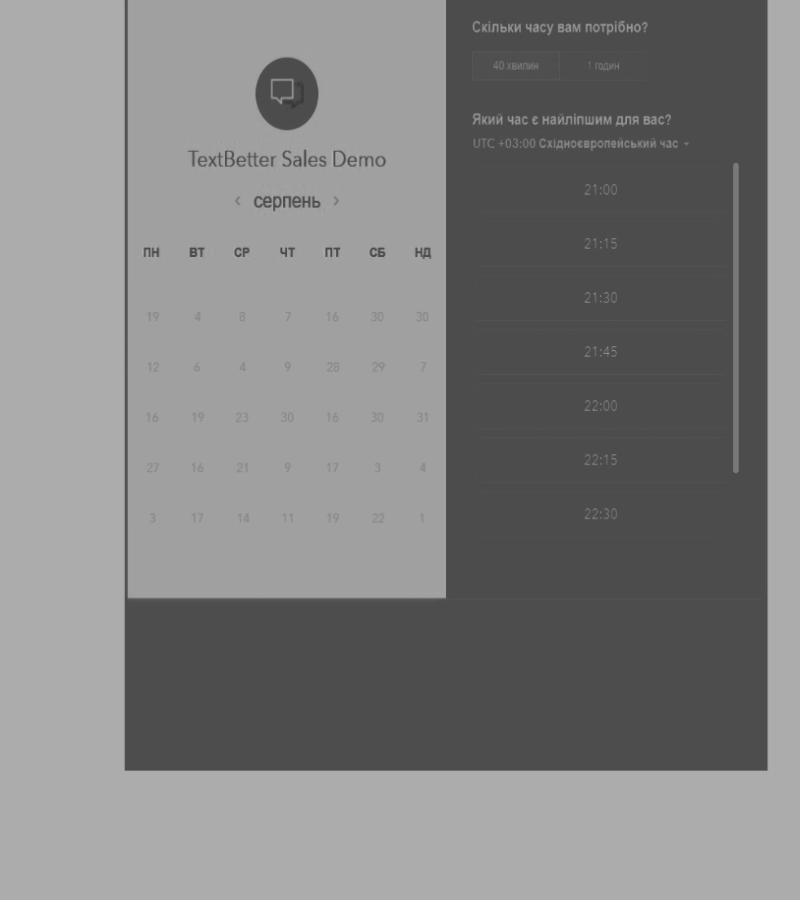 TextBetter Sales Demo
‹ серпень ›
ПН ВТ СР ЧТ ПТ СБ НД
19 4 8 7 16 30 30
12 6 4 9 28 29 7
16 19 23 30 16 30 31
27 16 21 9 17 3 4
3 17 14 11 19 22 1
Скільки часу вам потрібно?
40 хвилин 1 годин
Який час є найліпшим для вас?
UTC +03:00 Східноєвропейський час
21:00
21:15
21:30
21:45
22:00
22:15
22:30